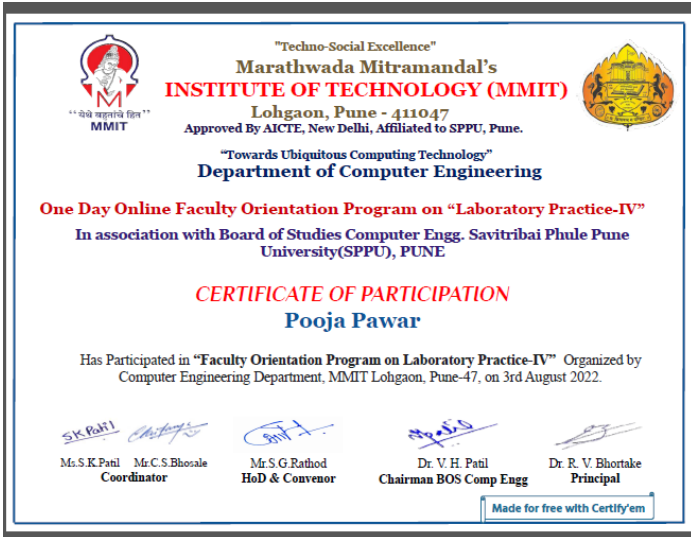 "Techno-Social Excellence"
Marathwada Mitramandal's
INSTITUTE OF TECHNOLOGY (MMIT)
Lohgaon, Pune - 411047
Approved By AICTE, New Delhi, Affiliated to SPPU, Pune.
"येथे बहुतांचे हित"
MMIT
"Towards Ubiquitous Computing Technology"
Department of Computer Engineering
One Day Online Faculty Orientation Program on "Laboratory Practice-IV"
In association with Board of Studies Computer Engg. Savitribai Phule Pune
University(SPPU), PUNE
CERTIFICATE OF PARTICIPATION
Pooja Pawar
Has Participated in "Faculty Orientation Program on Laboratory Practice-IV" Organized by
Computer Engineering Department, MMIT Lohgaon, Pune-47, on 3rd August 2022.
SKPatil
Ms.S.K.Patil Mr.C.S.Bhosale
Coordinator
Mr.S.G.Rathod
HoD & Convenor
Dr. V. H. Patil
Chairman BOS Comp Engg
Dr. R. V. Bhortake
Principal
Made for free with Certify'em